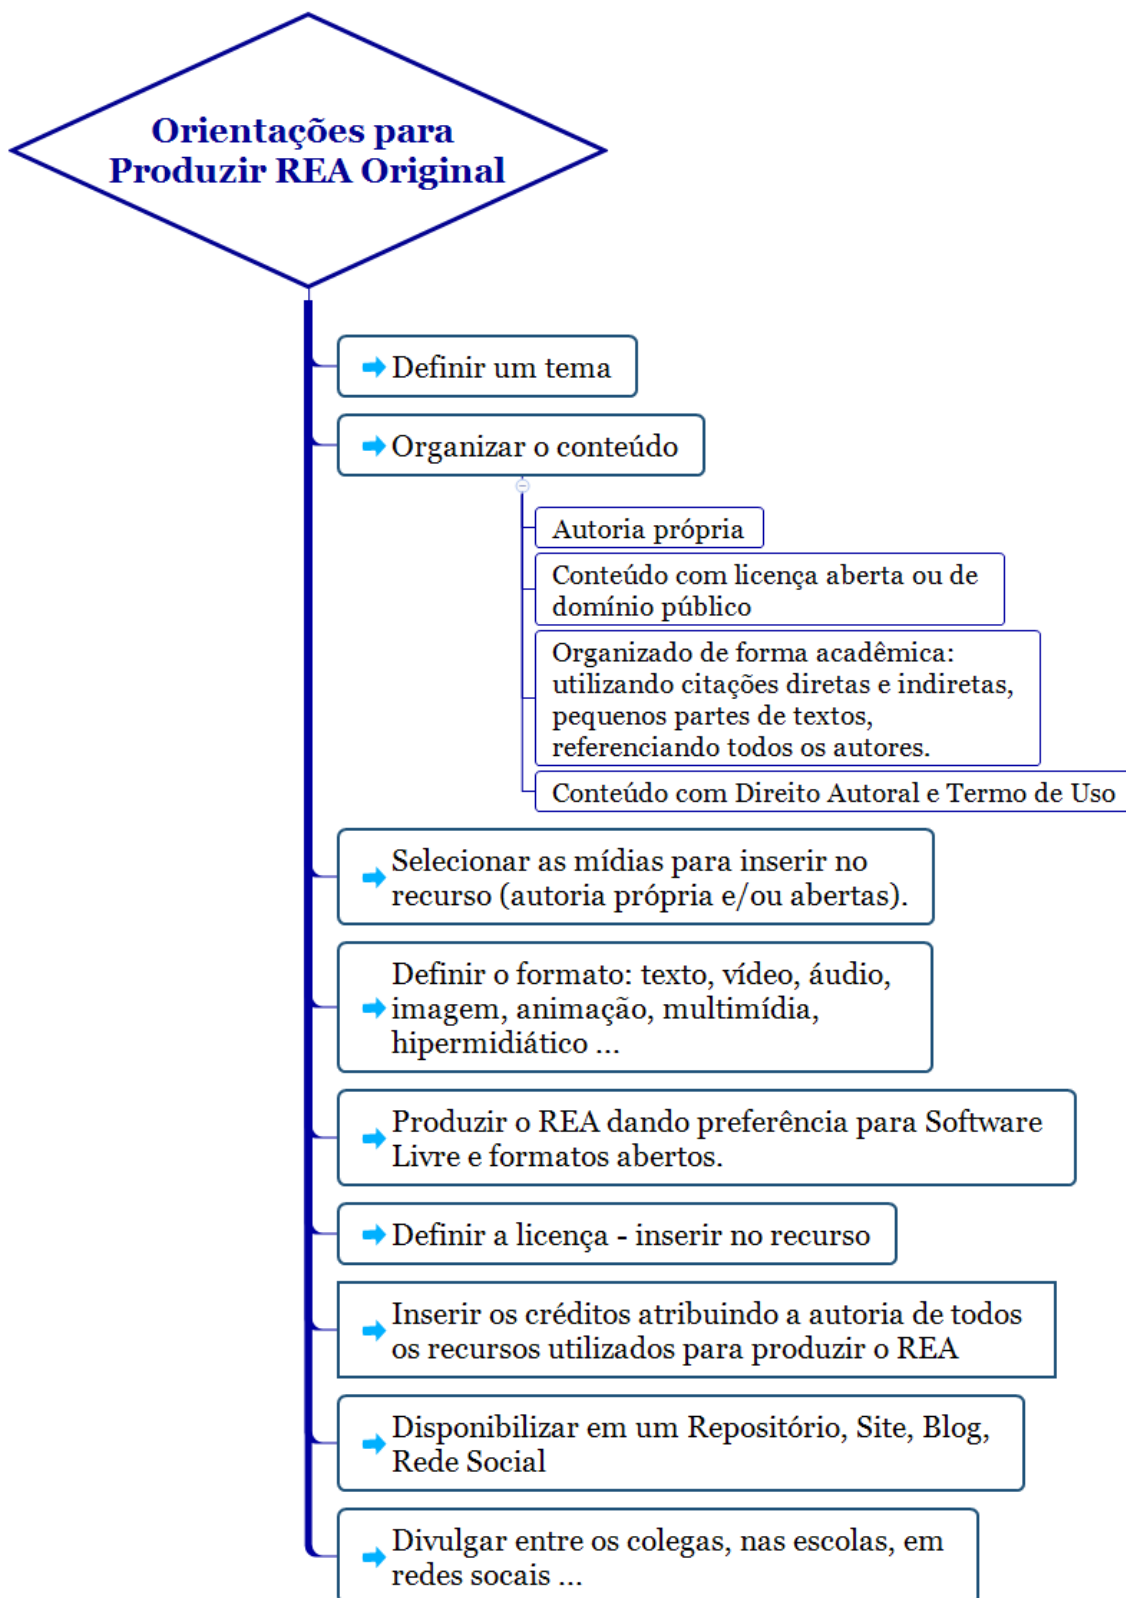 Orientações para
Produzir REA Original
Definir um tema
Organizar o conteúdo
Autoria própria
Conteúdo com licença aberta ou de
domínio público
Organizado de forma acadêmica:
utilizando citações diretas e indiretas,
pequenos partes de textos,
referenciando todos os autores.
Conteúdo com Direito Autoral e Termo de Uso
Selecionar as mídias para inserir no
recurso (autoria própria e/ou abertas).
Definir o formato: texto, vídeo, áudio,
imagem, animação, multimídia,
hipermidiático ...
Produzir o REA dando preferência para Software
Livre e formatos abertos.
Definir a licença - inserir no recurso
Inserir os créditos atribuindo a autoria de todos
os recursos utilizados para produzir o REA
Disponibilizar em um Repositório, Site, Blog,
Rede Social
Divulgar entre os colegas, nas escolas, em
redes socais ...